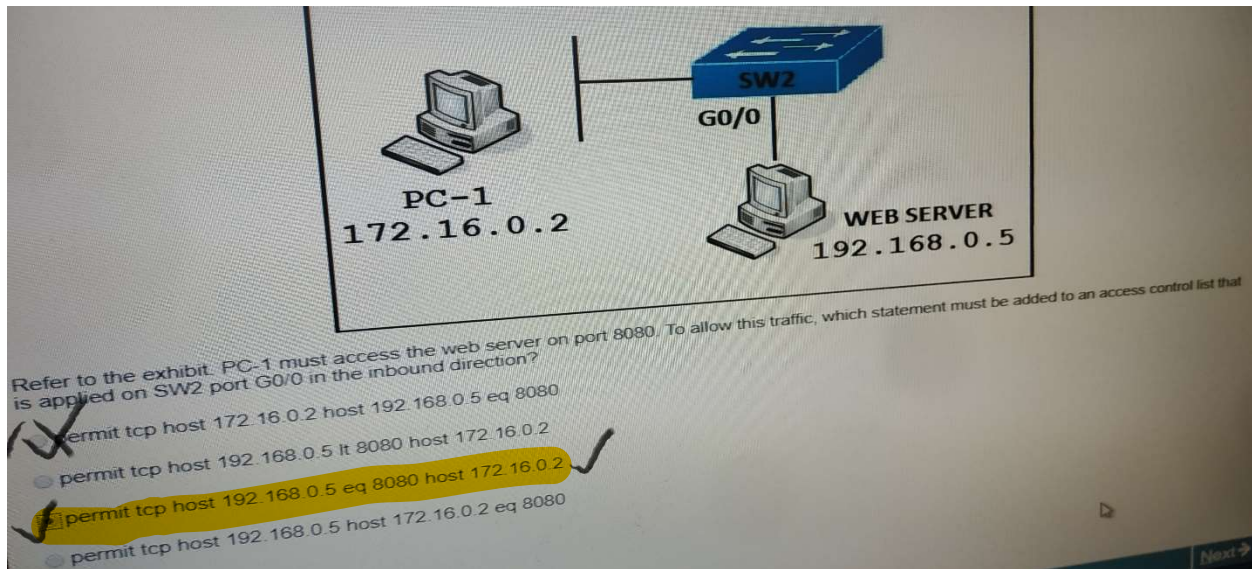 SW2
G0/0
PC-1
172.16.0.2
WEB SERVER
192.168.0.5
Refer to the exhibit. PC-1 must access the web server on port 8080. To allow this traffic, which statement must be added to an access control list that
is applied on SW2 port G0/0 in the inbound direction?
permit tcp host 172.16.0.2 host 192.168.0.5 eq 8080
permit tcp host 192.168.0.5 lt 8080 host 172.16.0.2
permit tcp host 192.168.0.5 eq 8080 host 172.16.0.2
permit tcp host 192.168.0.5 host 172.16.0.2 eq 8080
Next